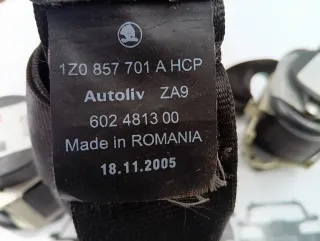 1Z0 857 701 A HCP
Autoliv ZA9
602 4813 00
Made in ROMANIA
18.11.2005